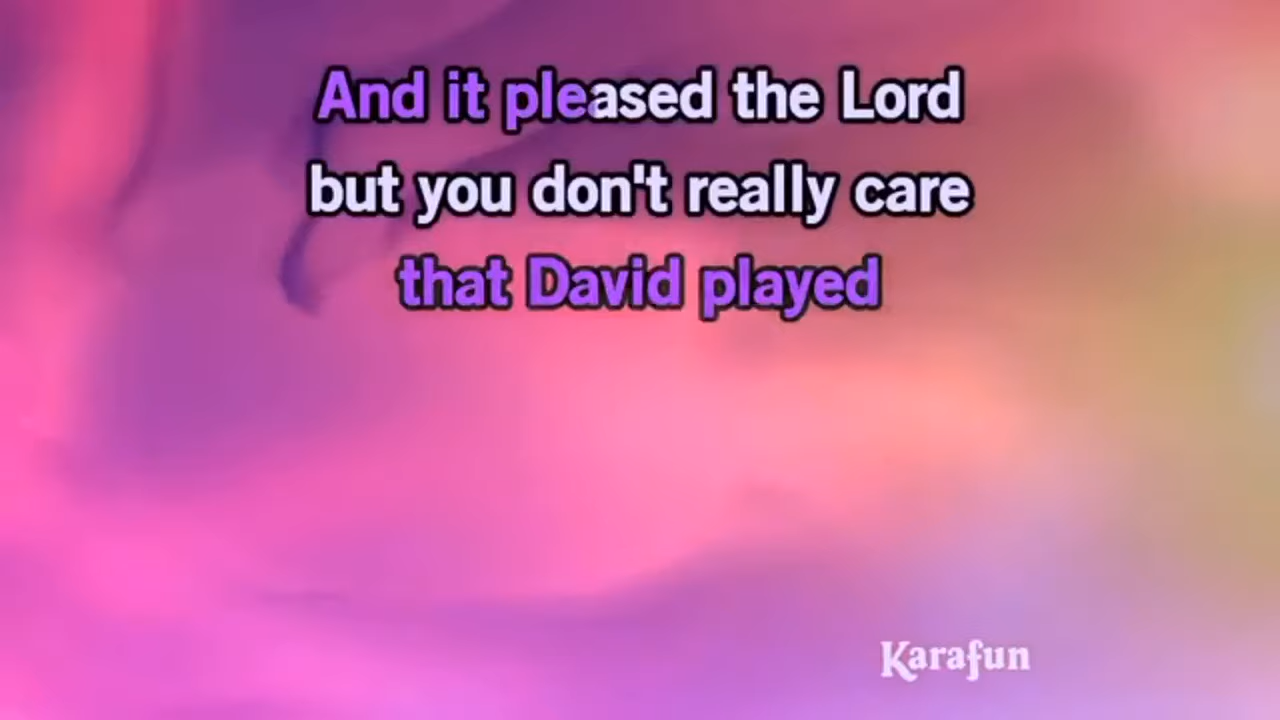 And it pleased the Lord
but you don't really care
that David played
Karafun